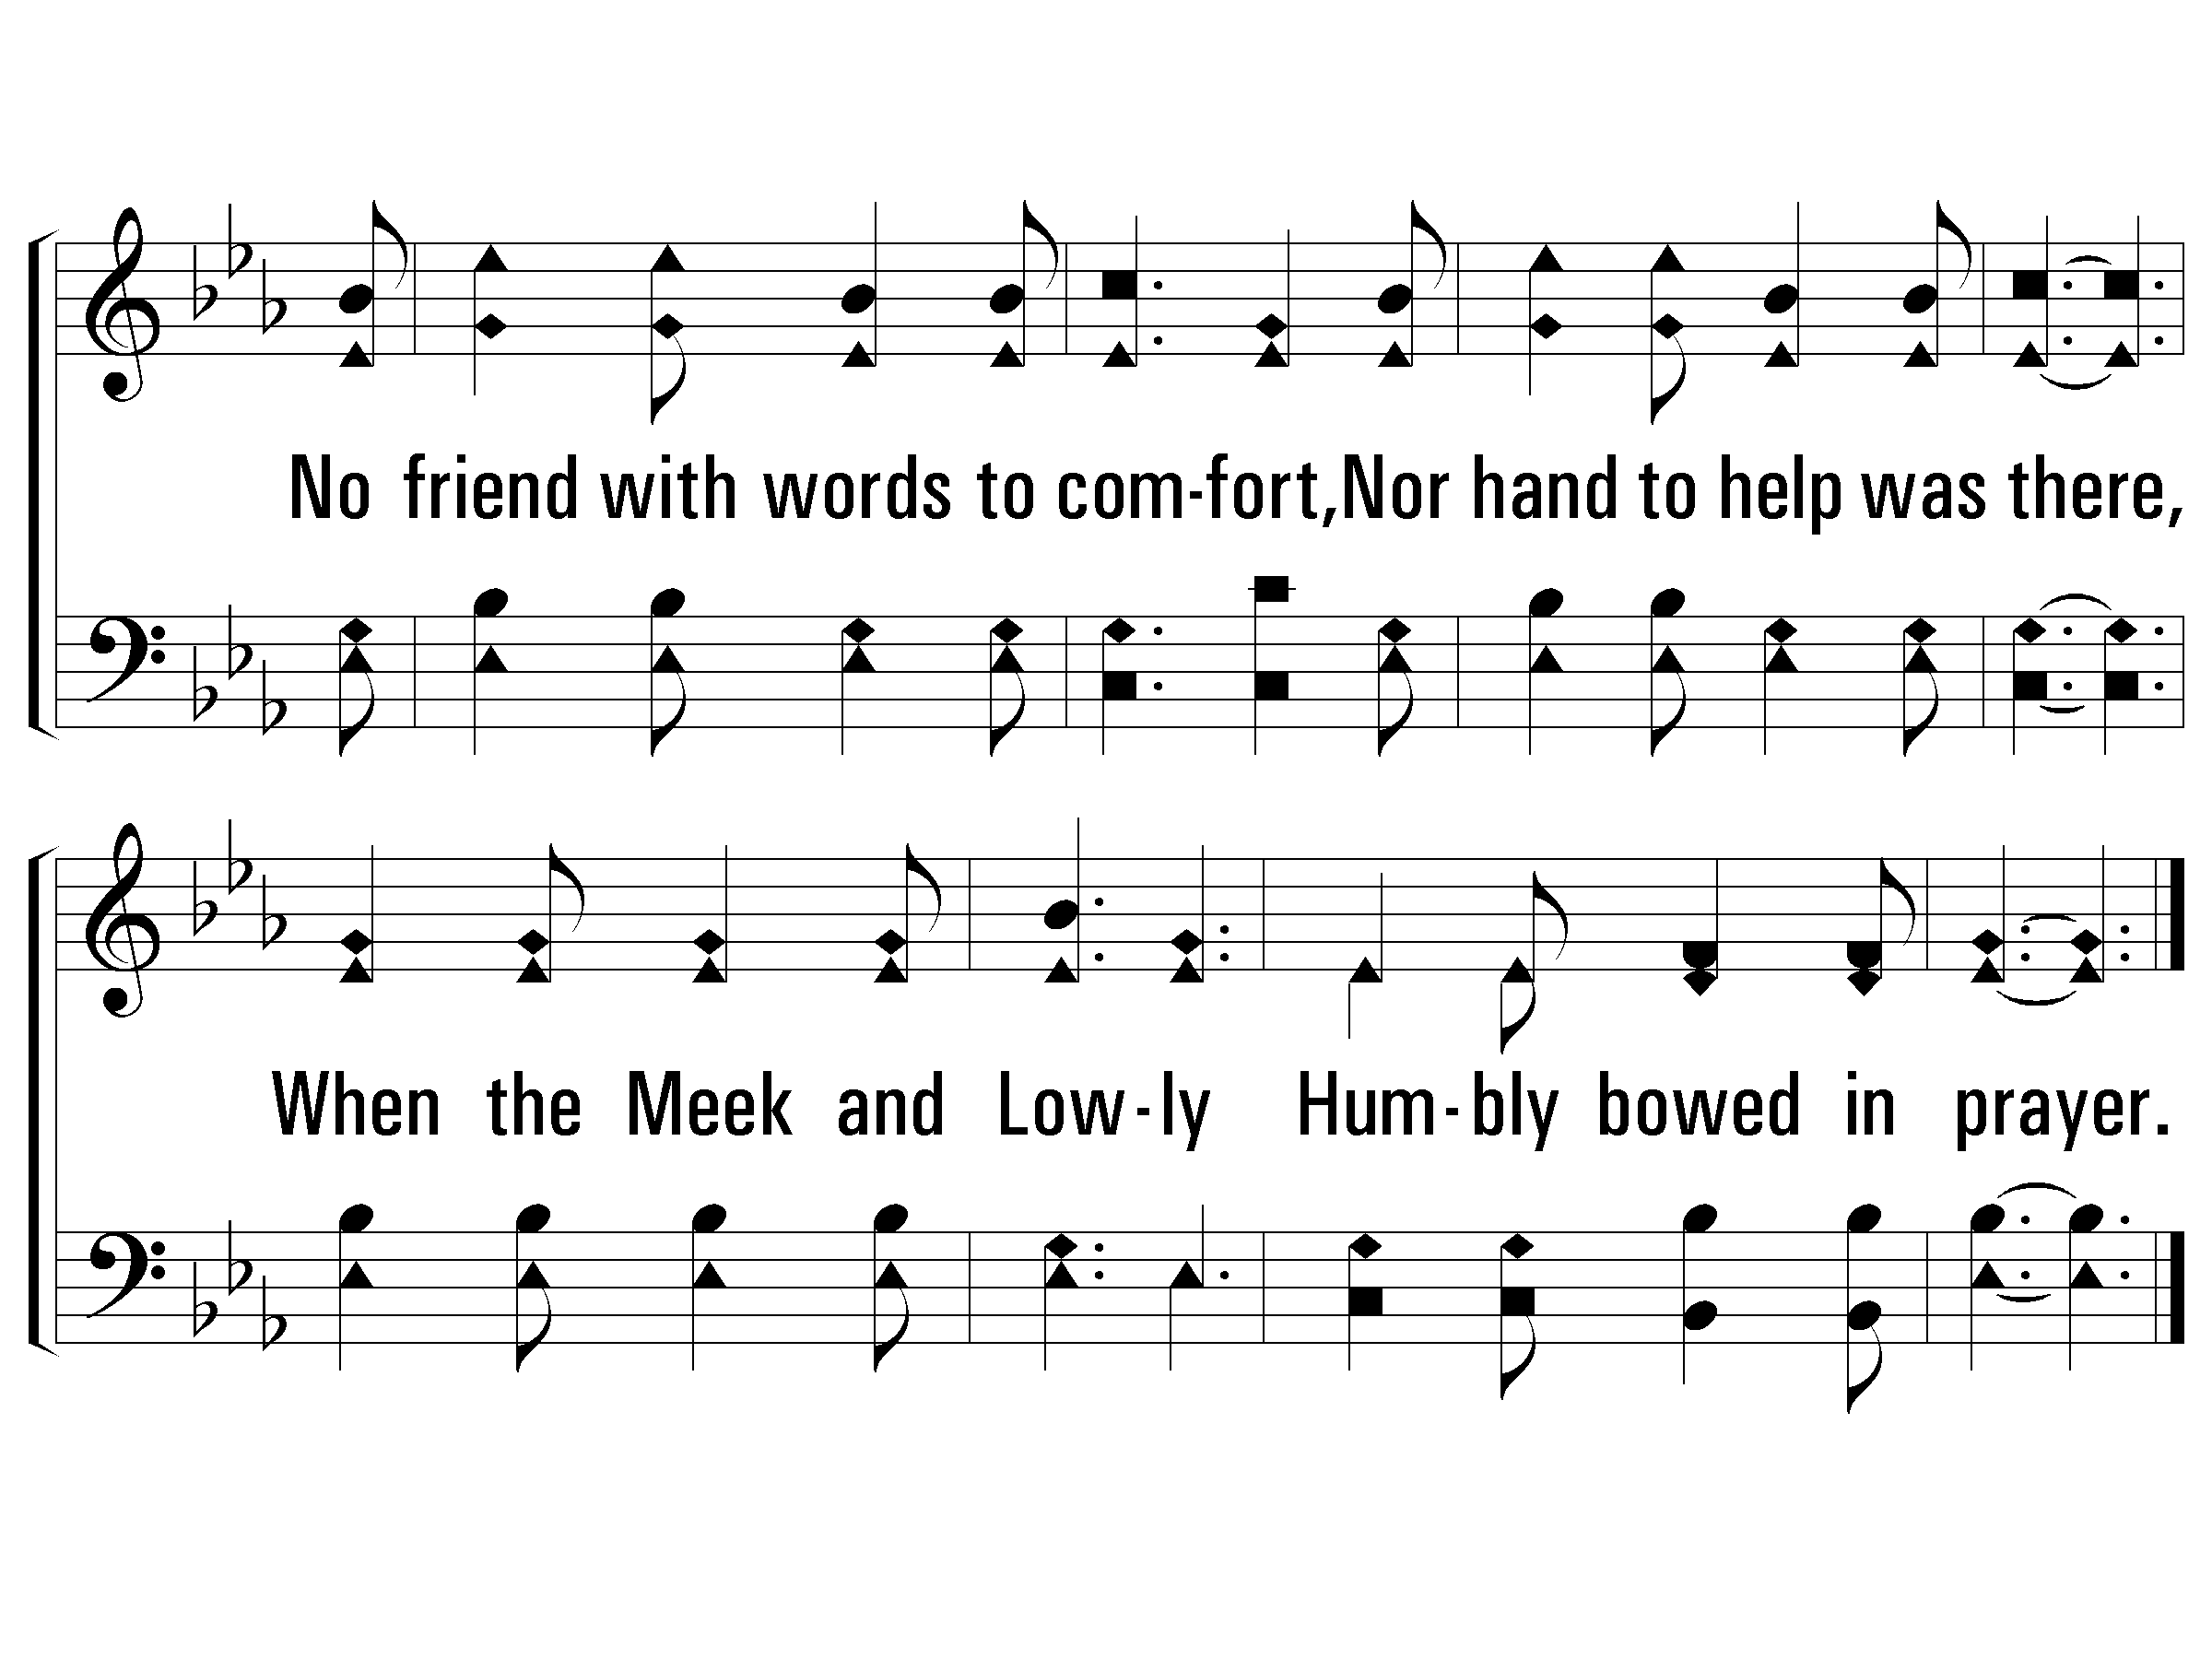 No friend with words to com-fort,Nor hand to help was there,
When the Meek and Low-ly Hum-bly bowed in prayer.